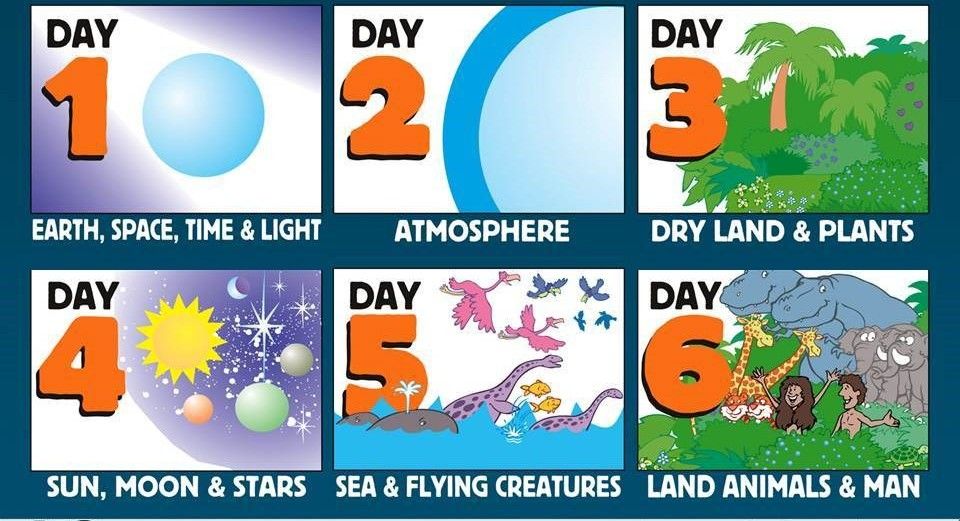 DAY
1
EARTH, SPACE, TIME & LIGHT
DAY
2
ATMOSPHERE
DAY
3
DRY LAND & PLANTS
DAY
4
SUN, MOON & STARS
DAY
5
SEA & FLYING CREATURES
DAY
6
LAND ANIMALS & MAN